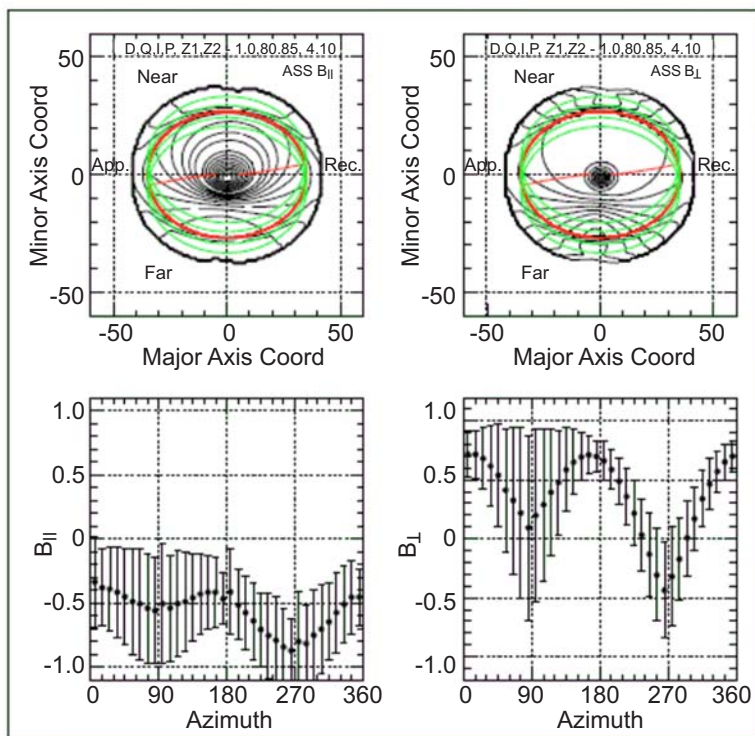 D,Q,I,P, Z1,Z2 - 1.0,80.85, 4.10
Near
ASS B||
50
0
-50
Minor Axis Coord
App.
Rec.
Far
-50 0 50
Major Axis Coord
D,Q,I,P, Z1,Z2 - 1.0,80.85, 4.10
Near
ASS B⊥
50
0
-50
Minor Axis Coord
App.
Rec.
Far
-50 0 50
Major Axis Coord
1.0
0.5
0
-0.5
-1.0
B||
0 90 180 270 360
Azimuth
1.0
0.5
0
-0.5
-1.0
B⊥
0 90 180 270 360
Azimuth